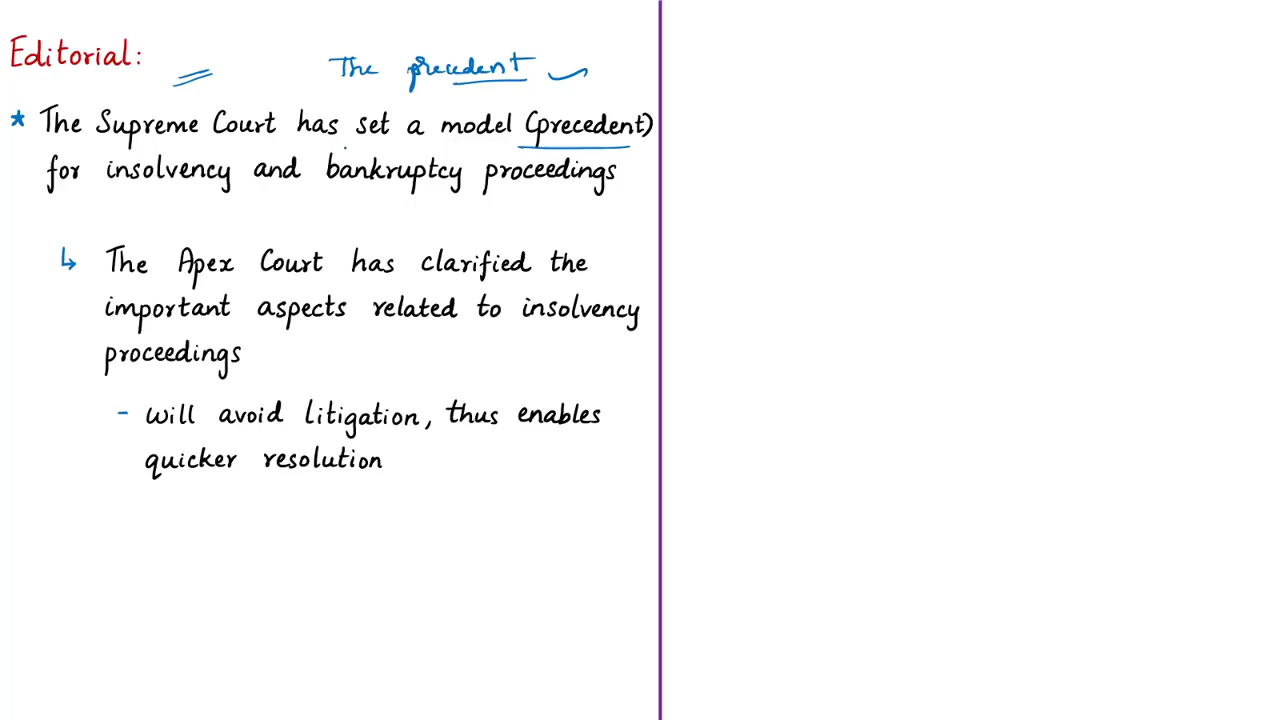 Editorial:
The precedent
* The Supreme Court has set a model (precedent)
for insolvency and bankruptcy proceedings
↳ The Apex Court has clarified the
important aspects related to insolvency
proceedings
- will avoid litigation, thus enables
quicker resolution